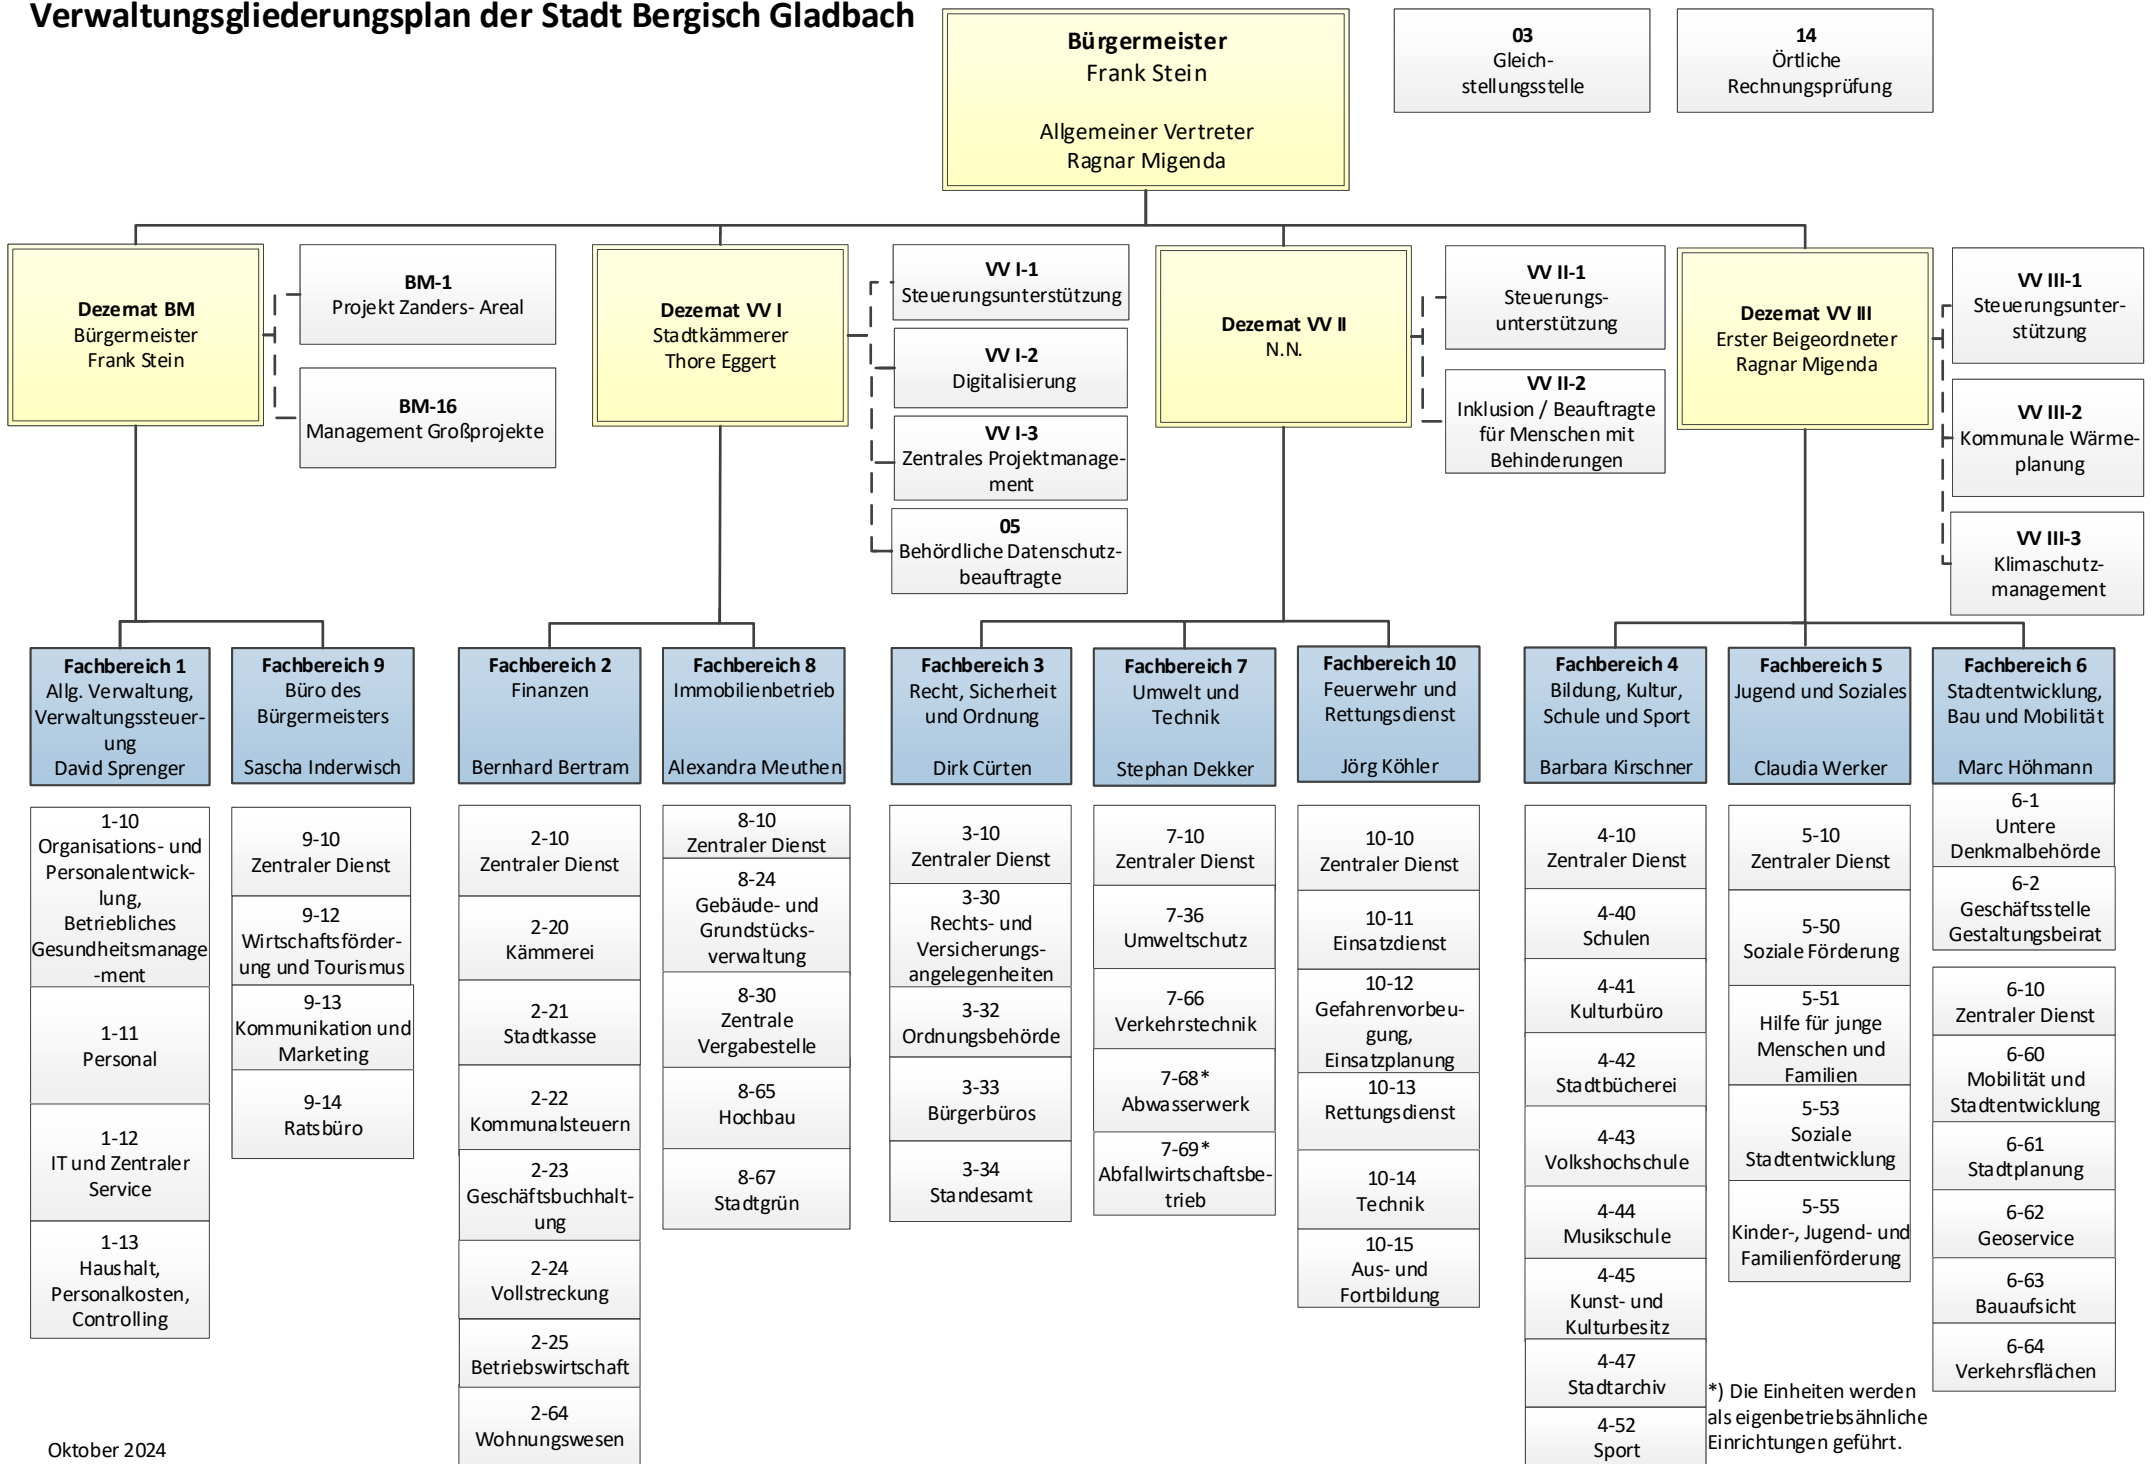 Verwaltungsgliederungsplan der Stadt Bergisch Gladbach
Bürgermeister
Frank Stein
Allgemeiner Vertreter
Ragnar Migenda
03
Gleich-
stellungsstelle
14
Örtliche
Rechnungsprüfung
Dezernat BM
Bürgermeister
Frank Stein
BM-1
Projekt Zanders- Areal
BM-16
Management Großprojekte
Dezernat VV I
Stadtkämmerer
Thore Eggert
VV I-1
Steuerungsunterstützung
VV I-2
Digitalisierung
VV I-3
Zentrales Projektmanage-
ment
05
Behördliche Datenschutz-
beauftragte
Dezernat VV II
N.N.
VV II-1
Steuerungs-
unterstützung
VV II-2
Inklusion / Beauftragte
für Menschen mit
Behinderungen
Dezernat VV III
Erster Beigeordneter
Ragnar Migenda
VV III-1
Steuerungsunter-
stützung
VV III-2
Kommunale Wärme-
planung
VV III-3
Klimaschutz-
management
Fachbereich 1
Allg. Verwaltung,
Verwaltungssteuer-
ung
David Sprenger
1-10
Organisations- und
Personalentwick-
lung,
Betriebliches
Gesundheitsmanage
-ment
1-11
Personal
1-12
IT und Zentraler
Service
1-13
Haushalt,
Personalkosten,
Controlling
Fachbereich 9
Büro des
Bürgermeisters
Sascha Inderwisch
9-10
Zentraler Dienst
9-12
Wirtschaftsförder-
ung und Tourismus
9-13
Kommunikation und
Marketing
9-14
Ratsbüro
Fachbereich 2
Finanzen
Bernhard Bertram
2-10
Zentraler Dienst
2-20
Kämmerei
2-21
Stadtkasse
2-22
Kommunalsteuern
2-23
Geschäftsbuchhalt-
ung
2-24
Vollstreckung
2-25
Betriebswirtschaft
2-64
Wohnungswesen
Fachbereich 8
Immobilienbetrieb
Alexandra Meuthen
8-10
Zentraler Dienst
8-24
Gebäude- und
Grundstücks-
verwaltung
8-30
Zentrale
Vergabestelle
8-65
Hochbau
8-67
Stadtgrün
Fachbereich 3
Recht, Sicherheit
und Ordnung
Dirk Cürten
3-10
Zentraler Dienst
3-30
Rechts- und
Versicherungs-
angelegenheiten
3-32
Ordnungsbehörde
3-33
Bürgerbüros
3-34
Standesamt
Fachbereich 7
Umwelt und
Technik
Stephan Dekker
7-10
Zentraler Dienst
7-36
Umweltschutz
7-66
Verkehrstechnik
7-68*
Abwasserwerk
7-69*
Abfallwirtschaftsbe-
trieb
Fachbereich 10
Feuerwehr und
Rettungsdienst
Jörg Köhler
10-10
Zentraler Dienst
10-11
Einsatzdienst
10-12
Gefahrenvorbeu-
gung,
Einsatzplanung
10-13
Rettungsdienst
10-14
Technik
10-15
Aus- und
Fortbildung
Fachbereich 4
Bildung, Kultur,
Schule und Sport
Barbara Kirschner
4-10
Zentraler Dienst
4-40
Schulen
4-41
Kulturbüro
4-42
Stadtbücherei
4-43
Volkshochschule
4-44
Musikschule
4-45
Kunst- und
Kulturbesitz
4-47
Stadtarchiv
4-52
Sport
Fachbereich 5
Jugend und Soziales
Claudia Werker
5-10
Zentraler Dienst
5-50
Soziale Förderung
5-51
Hilfe für junge
Menschen und
Familien
5-53
Soziale
Stadtentwicklung
5-55
Kinder-, Jugend- und
Familienförderung
Fachbereich 6
Stadtentwicklung,
Bau und Mobilität
Marc Höhmann
6-1
Untere
Denkmalbehörde
6-2
Geschäftsstelle
Gestaltungsbeirat
6-10
Zentraler Dienst
6-60
Mobilität und
Stadtentwicklung
6-61
Stadtplanung
6-62
Geoservice
6-63
Bauaufsicht
6-64
Verkehrsflächen
*) Die Einheiten werden
als eigenbetriebsähnliche
Einrichtungen geführt.
Oktober 2024